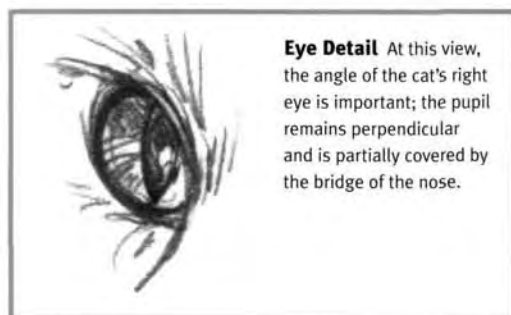 Eye Detail At this view,
the angle of the cat's right
eye is important; the pupil
remains perpendicular
and is partially covered by
the bridge of the nose.